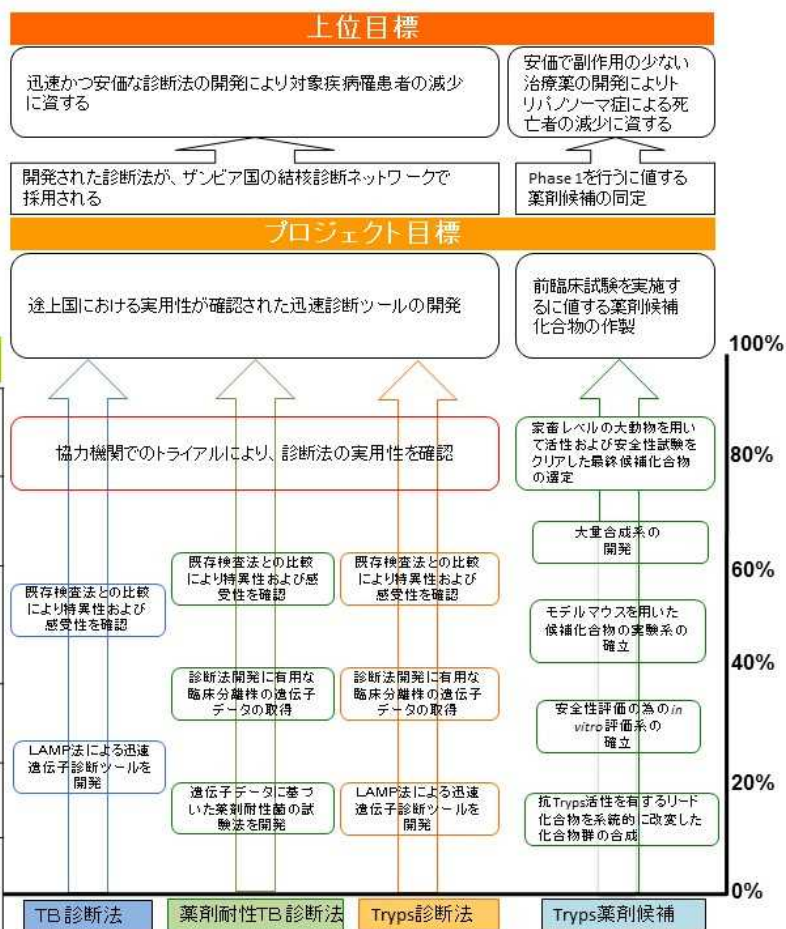 上位目標
迅速かつ安価な診断法の開発により対象疾病罹患者の減少
に資する
安価で副作用の少ない
治療薬の開発によりト
リパノソーマ症による死
亡者の減少に資する
開発された診断法が、ザンビア国の結核診断ネットワークで
採用される
Phase 1を行うに値する
薬剤候補の同定
プロジェクト目標
途上国における実用性が確認された迅速診断ツールの開発
前臨床試験を実施す
るに値する薬剤候補
化合物の作製
100%
協力機関でのトライアルにより、診断法の実用性を確認
家畜レベルの大動物を用い
て活性および安全性試験を
クリアした最終候補化合物
の選定
80%
大量合成系の
開発
既存検査法との比較
により特異性および感
受性を確認
既存検査法との比較
により特異性および
感受性を確認
既存検査法との比較
により特異性および
感受性を確認
60%
モデルマウスを用いた
候補化合物の実験系の
確立
40%
診断法開発に有用な
臨床分離株の遺伝子
データの取得
診断法開発に有用な
臨床分離株の遺伝子
データの取得
安全性評価の為のin
vitro評価系の
確立
LAMP法による迅速
遺伝子診断ツールを
開発
遺伝子データに基づ
いた薬剤耐性菌の試
験法を開発
LAMP法による迅速
遺伝子診断ツールを
開発
抗Tryps活性を有するリード
化合物を系統的に改変した
化合物群の合成
20%
0%
TB診断法
薬剤耐性TB診断法
Tryps診断法
Tryps薬剤候補